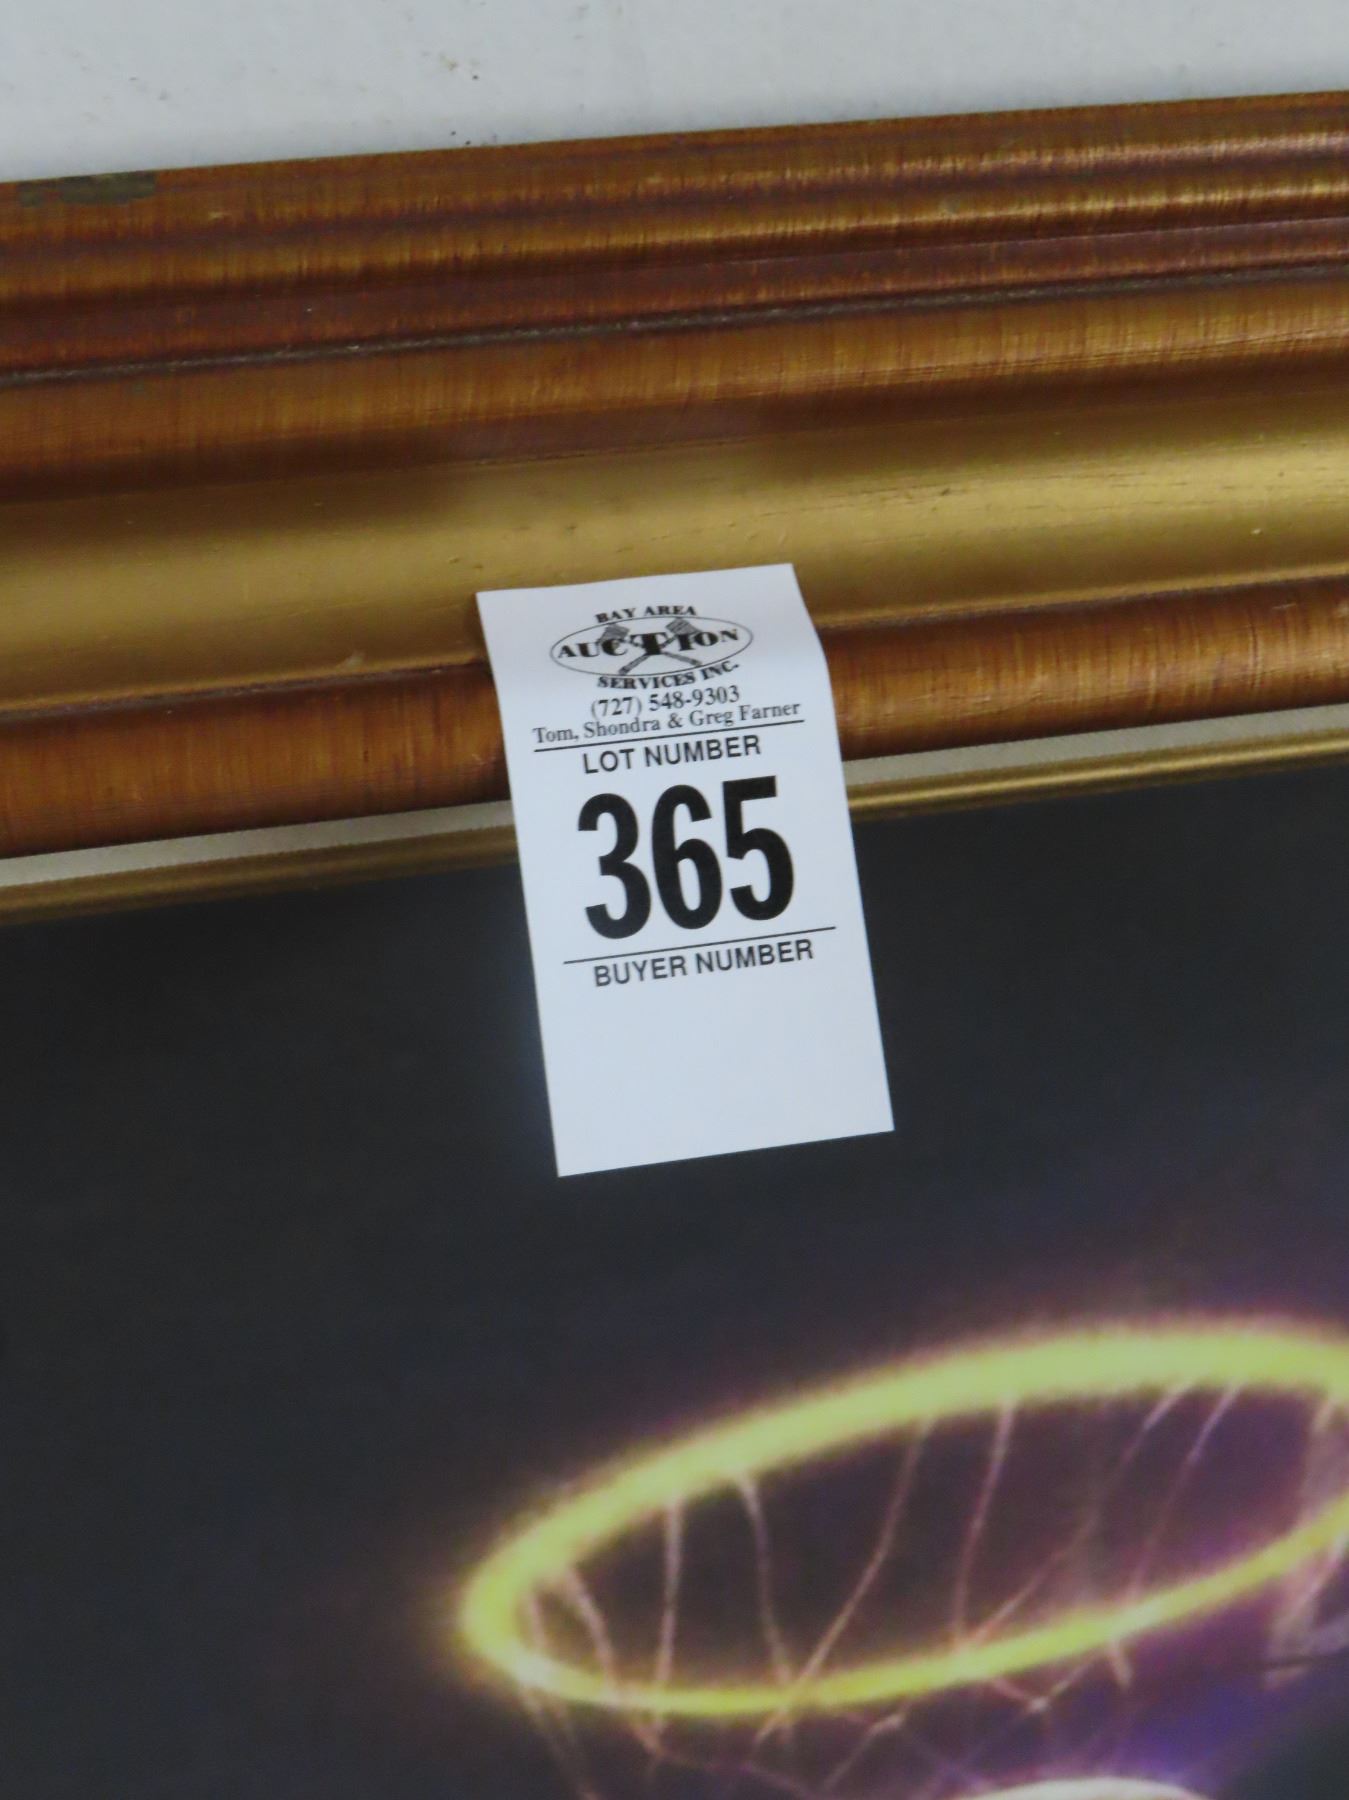 BAY AREA
AUCTION
SERVICES INC.
(727) 548-9303
Tom, Shondra & Greg Farner
LOT NUMBER
365
BUYER NUMBER